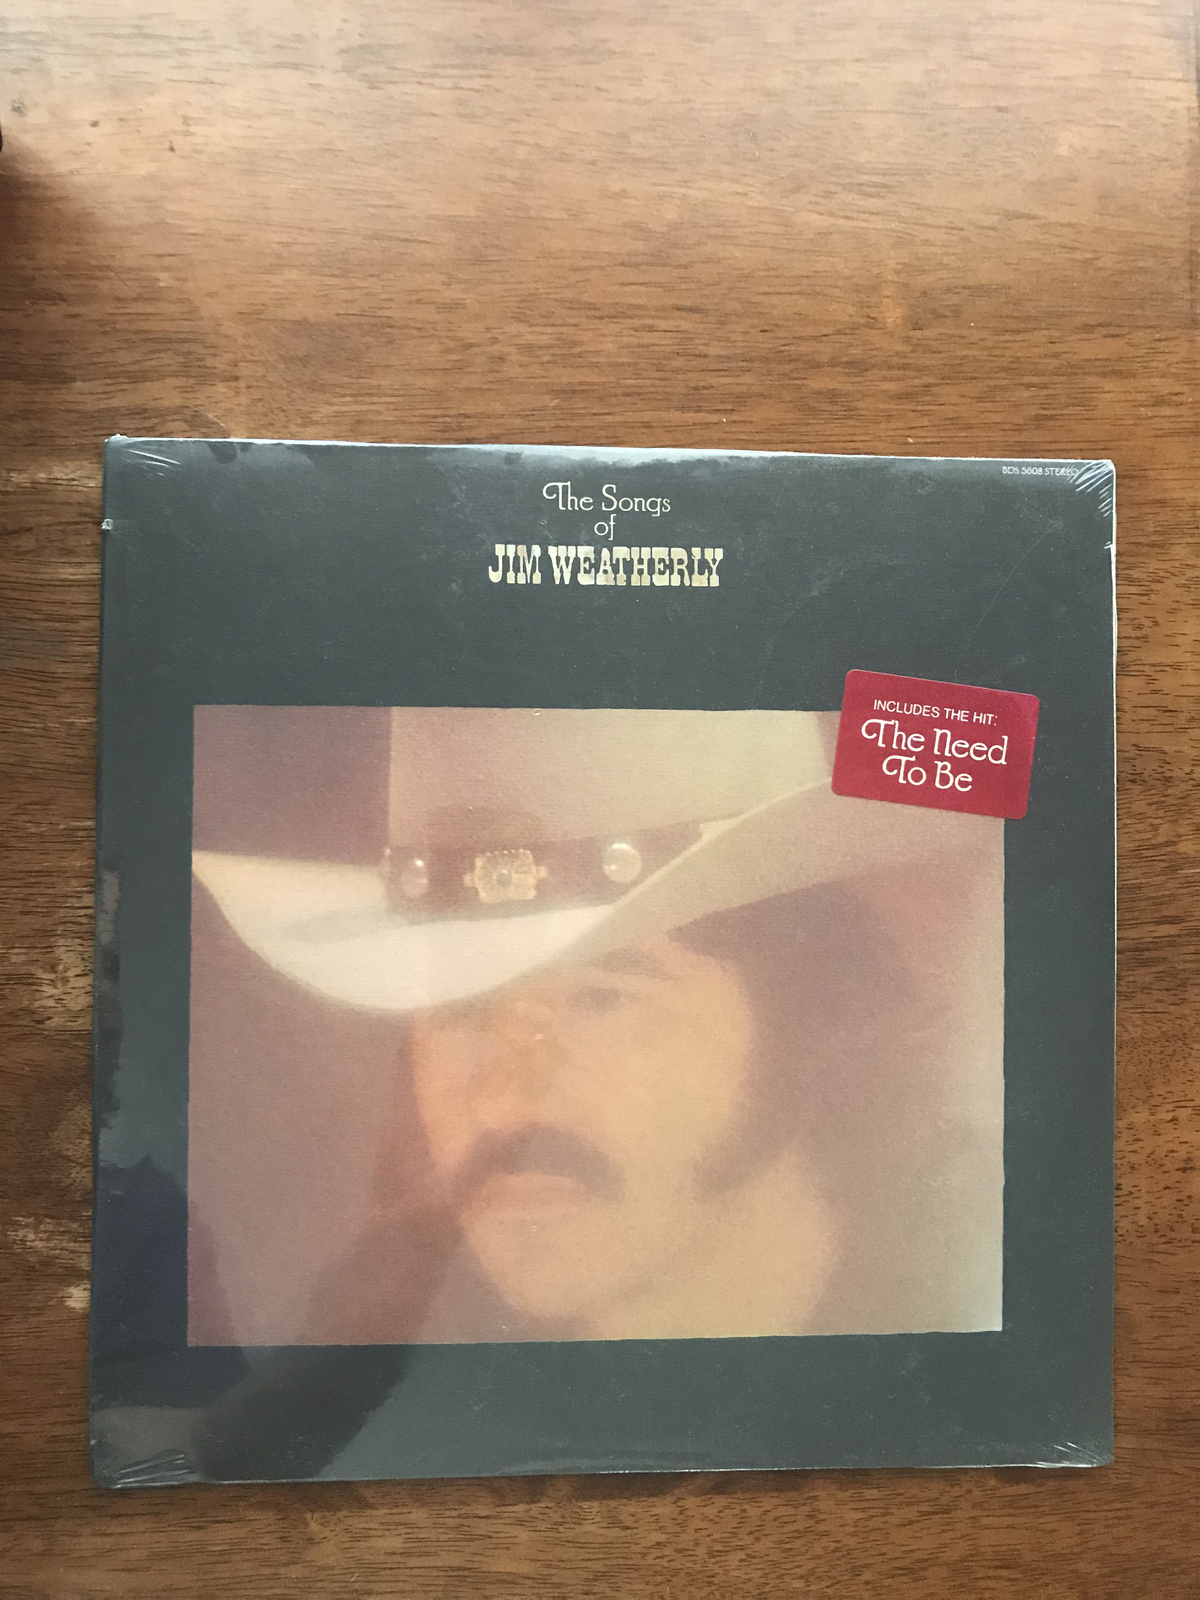 BDS 5608 STEREO
The Songs
of
JIM WEATHERLY
INCLUDES THE HIT:
The Need
To Be